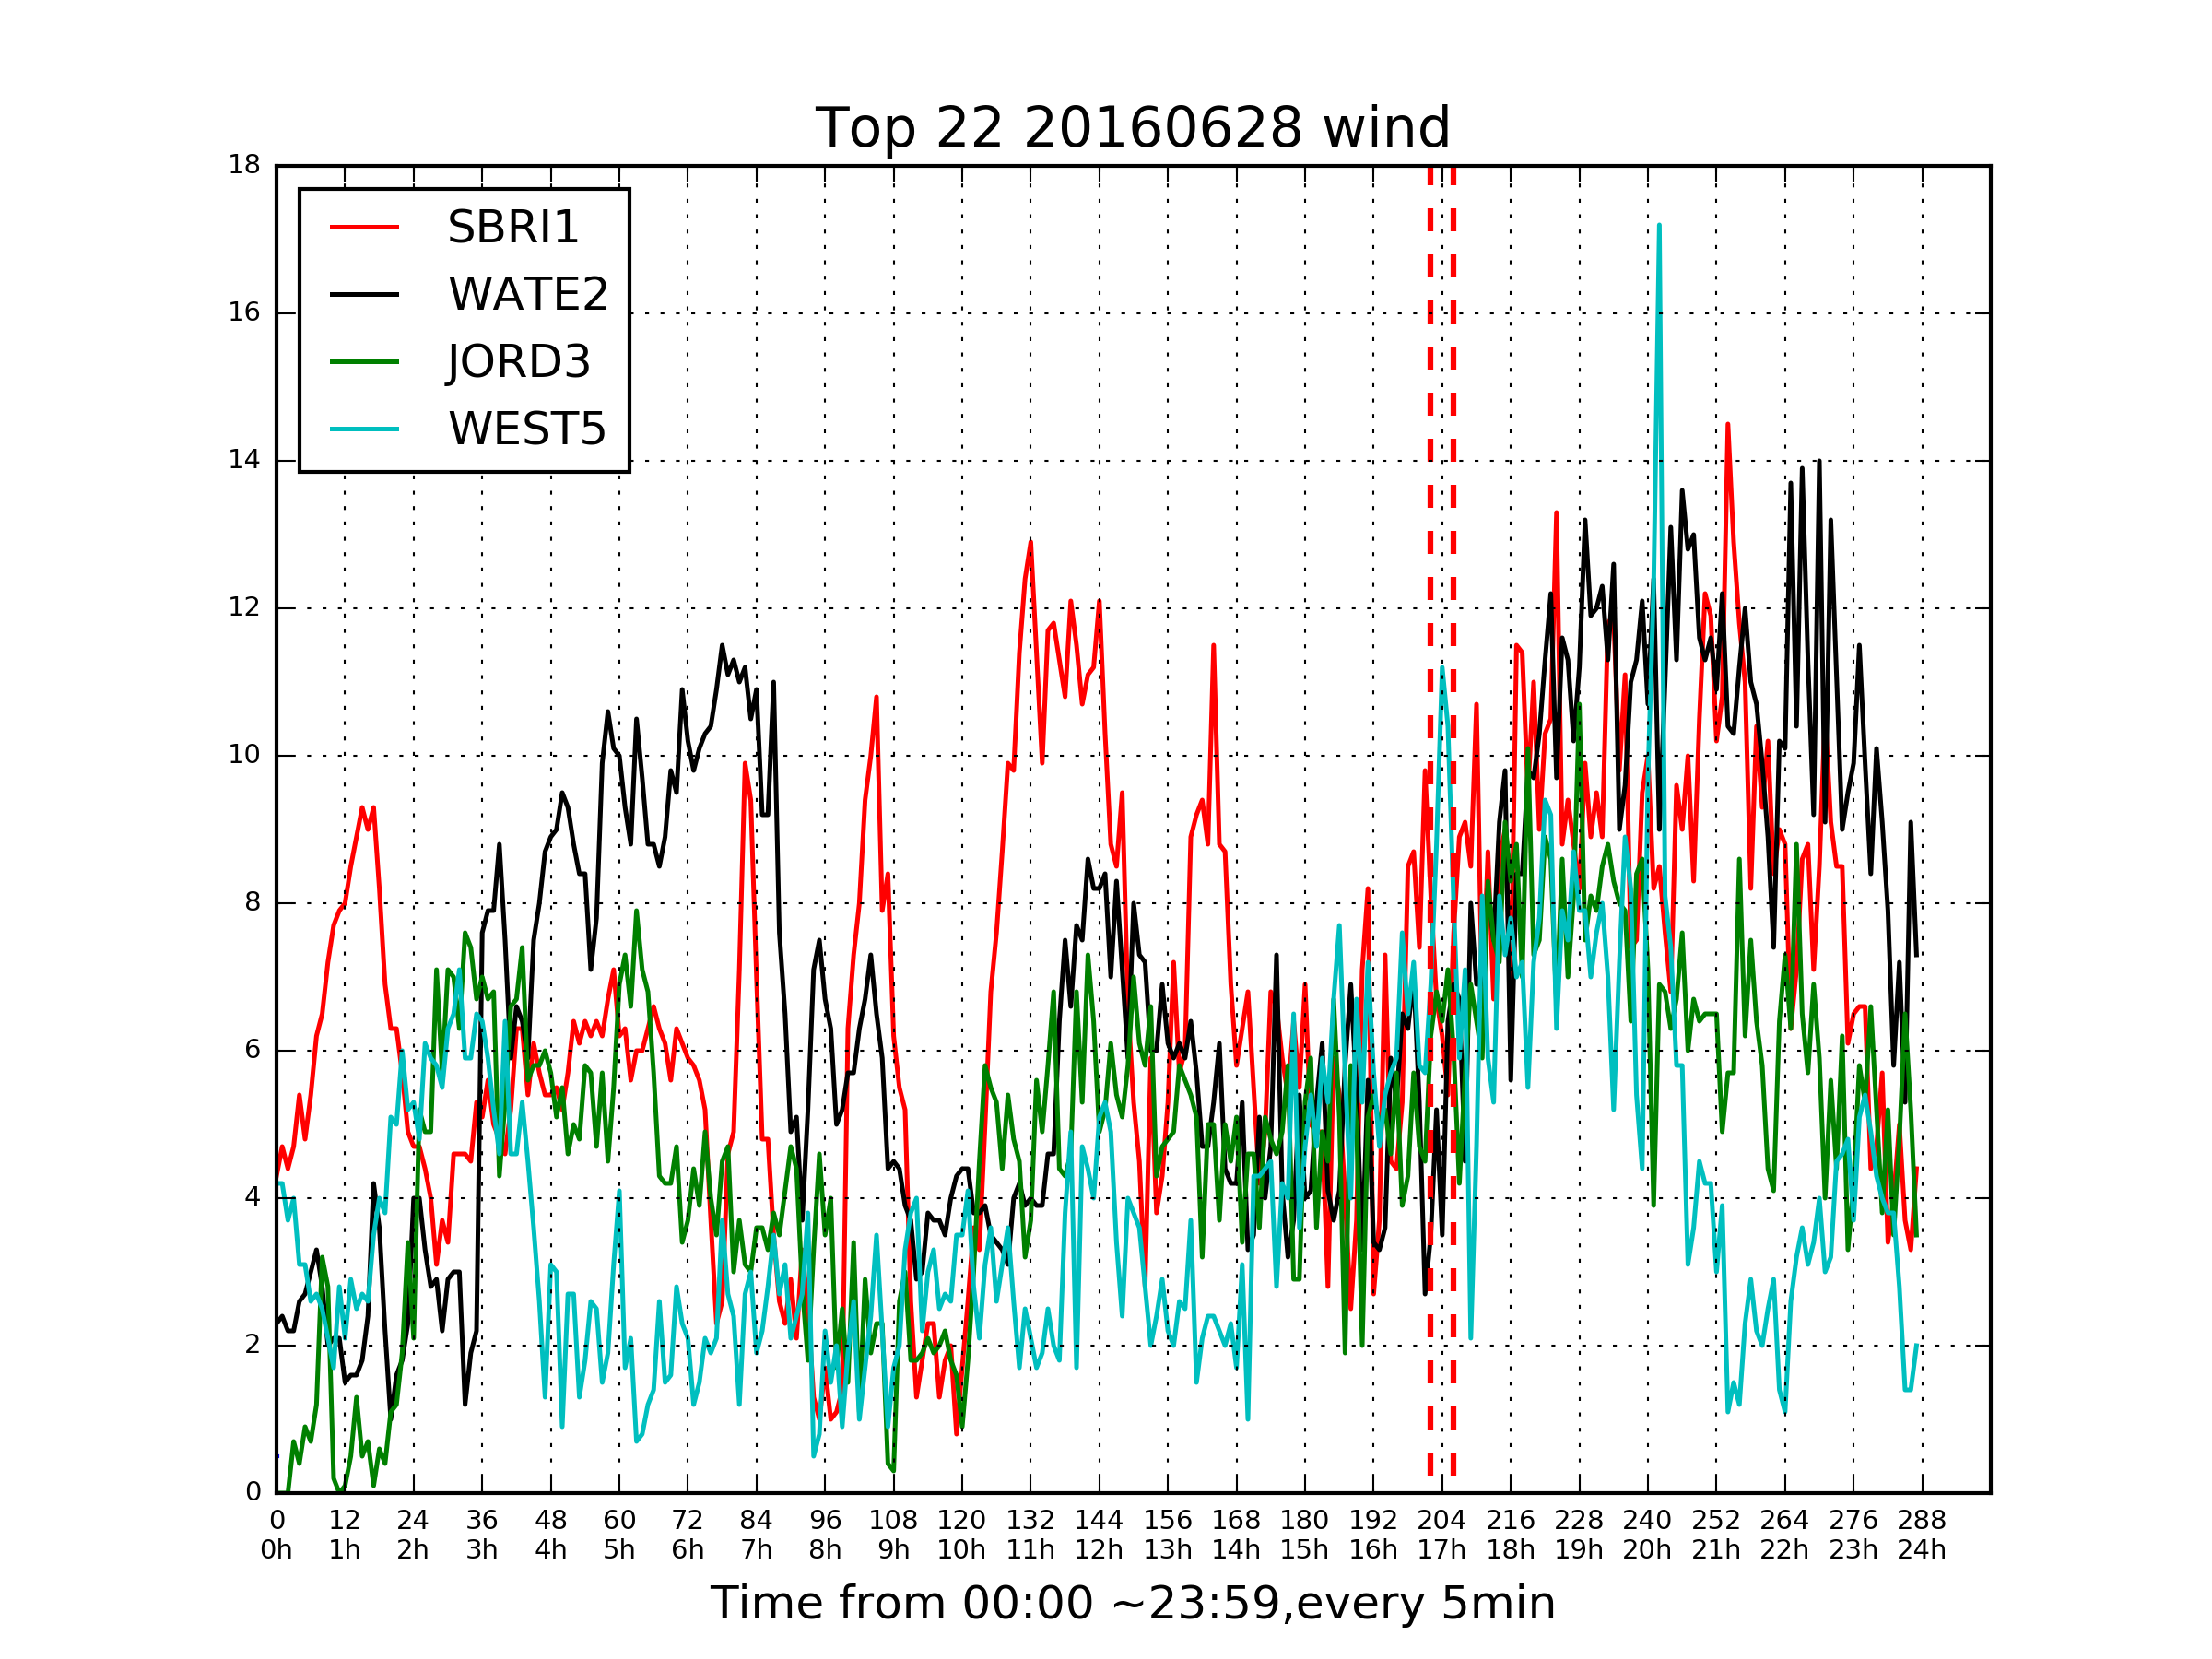 Top 22 20160628 wind
18
16
14
12
10
8
6
4
2
0
SBRI1
WATE2
JORD3
WEST5
0 12 24 36 48 60 72 84 96 108 120 132 144 156 168 180 192 204 216 228 240 252 264 276 288
0h 1h 2h 3h 4h 5h 6h 7h 8h 9h 10h 11h 12h 13h 14h 15h 16h 17h 18h 19h 20h 21h 22h 23h 24h
Time from 00:00 ~23:59,every 5min